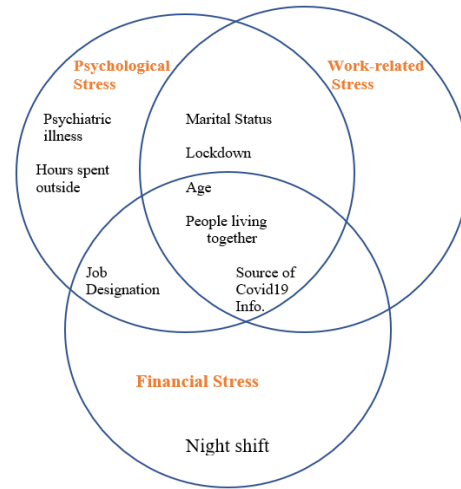 Psychological
Stress
Work-related
Stress
Psychiatric
illness
Hours spent
outside
Marital Status
Lockdown
Age
People living
together
Job
Designation
Source of
Covid19
Info.
Financial Stress
Night shift